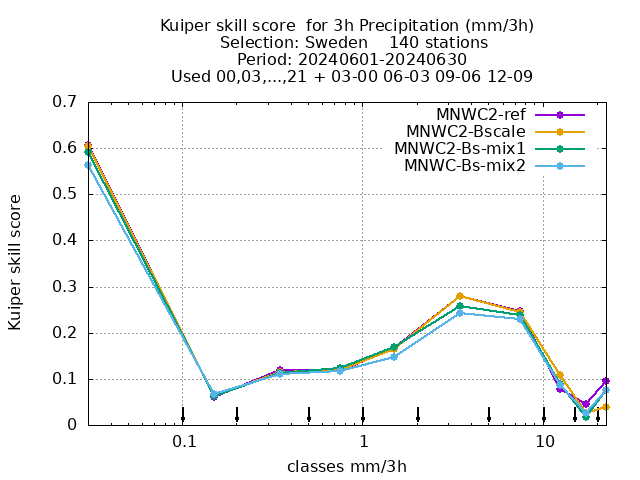 Kuiper skill score  for 3h Precipitation (mm/3h)
Selection: Sweden    140 stations
Period: 20240601-20240630
Used 00,03,...,21 + 03-00 06-03 09-06 12-09
MNWC2-ref
MNWC2-Bscale
MNWC2-Bs-mix1
MNWC-Bs-mix2
0.7
0.6
0.5
0.4
0.3
0.2
0.1
0
Kuiper skill score
0.1 1 10
classes mm/3h